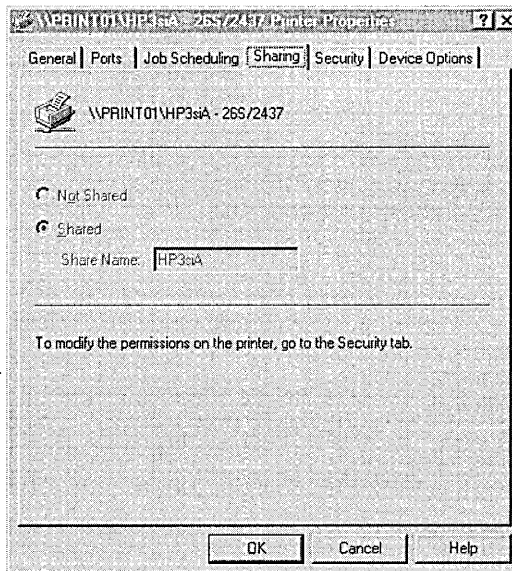 \\PRINT01\HP3siA - 26S/2437 Printer Properties
General Ports Job Scheduling Sharing Security Device Options
\\PRINT01\HP3siA - 26S/2437
Not Shared
Shared
Share Name: HP3siA
To modify the permissions on the printer, go to the Security tab.
OK Cancel Help